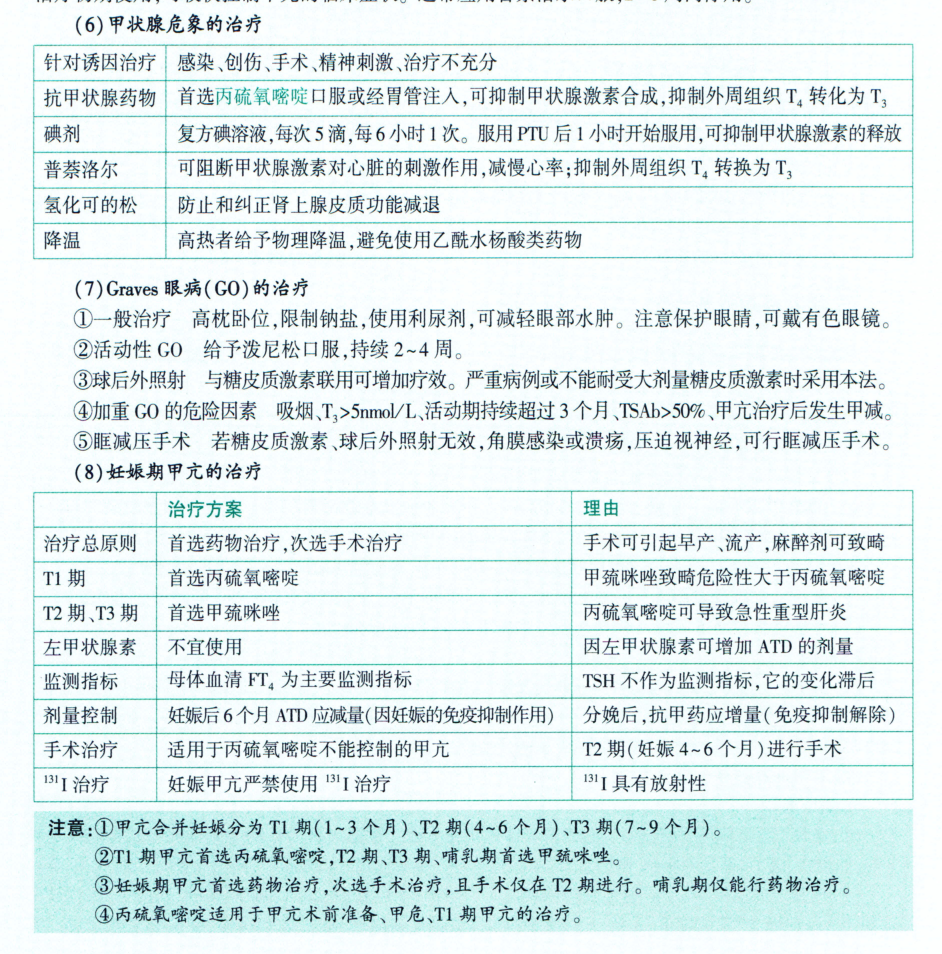 (6)甲状腺危象的治疗
针对诱因治疗 感染、创伤、手术、精神刺激、治疗不充分
抗甲状腺药物 首选丙硫氧嘧啶口服或经胃管注入,可抑制甲状腺激素合成,抑制外周组织 T₄ 转化为 T₃
碘剂 复方碘溶液,每次 5 滴,每 6 小时 1 次。服用 PTU 后 1 小时开始服用,可抑制甲状腺激素的释放
普萘洛尔 可阻断甲状腺激素对心脏的刺激作用,减慢心率;抑制外周组织 T₄ 转换为 T₃
氢化可的松 防止和纠正肾上腺皮质功能减退
降温 高热者给予物理降温,避免使用乙酰水杨酸类药物
(7)Graves 眼病(GO)的治疗
①一般治疗 高枕卧位,限制钠盐,使用利尿剂,可减轻眼部水肿。注意保护眼睛,可戴有色眼镜。
②活动性 GO 给予泼尼松口服,持续 2~4 周。
③球后外照射 与糖皮质激素联用可增加疗效。严重病例或不能耐受大剂量糖皮质激素时采用本法。
④加重 GO 的危险因素 吸烟、T₃>5nmol/L、活动期持续超过 3 个月、TSAb>50%、甲亢治疗后发生甲减。
⑤眶减压手术 若糖皮质激素、球后外照射无效,角膜感染或溃疡,压迫视神经,可行眶减压手术。
(8)妊娠期甲亢的治疗
治疗方案 理由
治疗总原则 首选药物治疗,次选手术治疗 手术可引起早产、流产,麻醉剂可致畸
T1 期 首选丙硫氧嘧啶 甲巯咪唑致畸危险性大于丙硫氧嘧啶
T2 期、T3 期 首选甲巯咪唑 丙硫氧嘧啶可导致急性重型肝炎
左甲状腺素 不宜使用 因左甲状腺素可增加 ATD 的剂量
监测指标 母体血清 FT₄ 为主要监测指标 TSH 不作为监测指标,它的变化滞后
剂量控制 妊娠后 6 个月 ATD 应减量(因妊娠的免疫抑制作用) 分娩后,抗甲药应增量(免疫抑制解除)
手术治疗 适用于丙硫氧嘧啶不能控制的甲亢 T2 期(妊娠 4~6 个月)进行手术
¹³¹I 治疗 妊娠甲亢严禁使用 ¹³¹I 治疗 ¹³¹I 具有放射性
注意:①甲亢合并妊娠分为 T1 期(1~3 个月)、T2 期(4~6 个月)、T3 期(7~9 个月)。
②T1 期甲亢首选丙硫氧嘧啶,T2 期、T3 期、哺乳期首选甲巯咪唑。
③妊娠期甲亢首选药物治疗,次选手术治疗,且手术仅在 T2 期进行。哺乳期仅能行药物治疗。
④丙硫氧嘧啶适用于甲亢术前准备、甲危、T1 期甲亢的治疗。